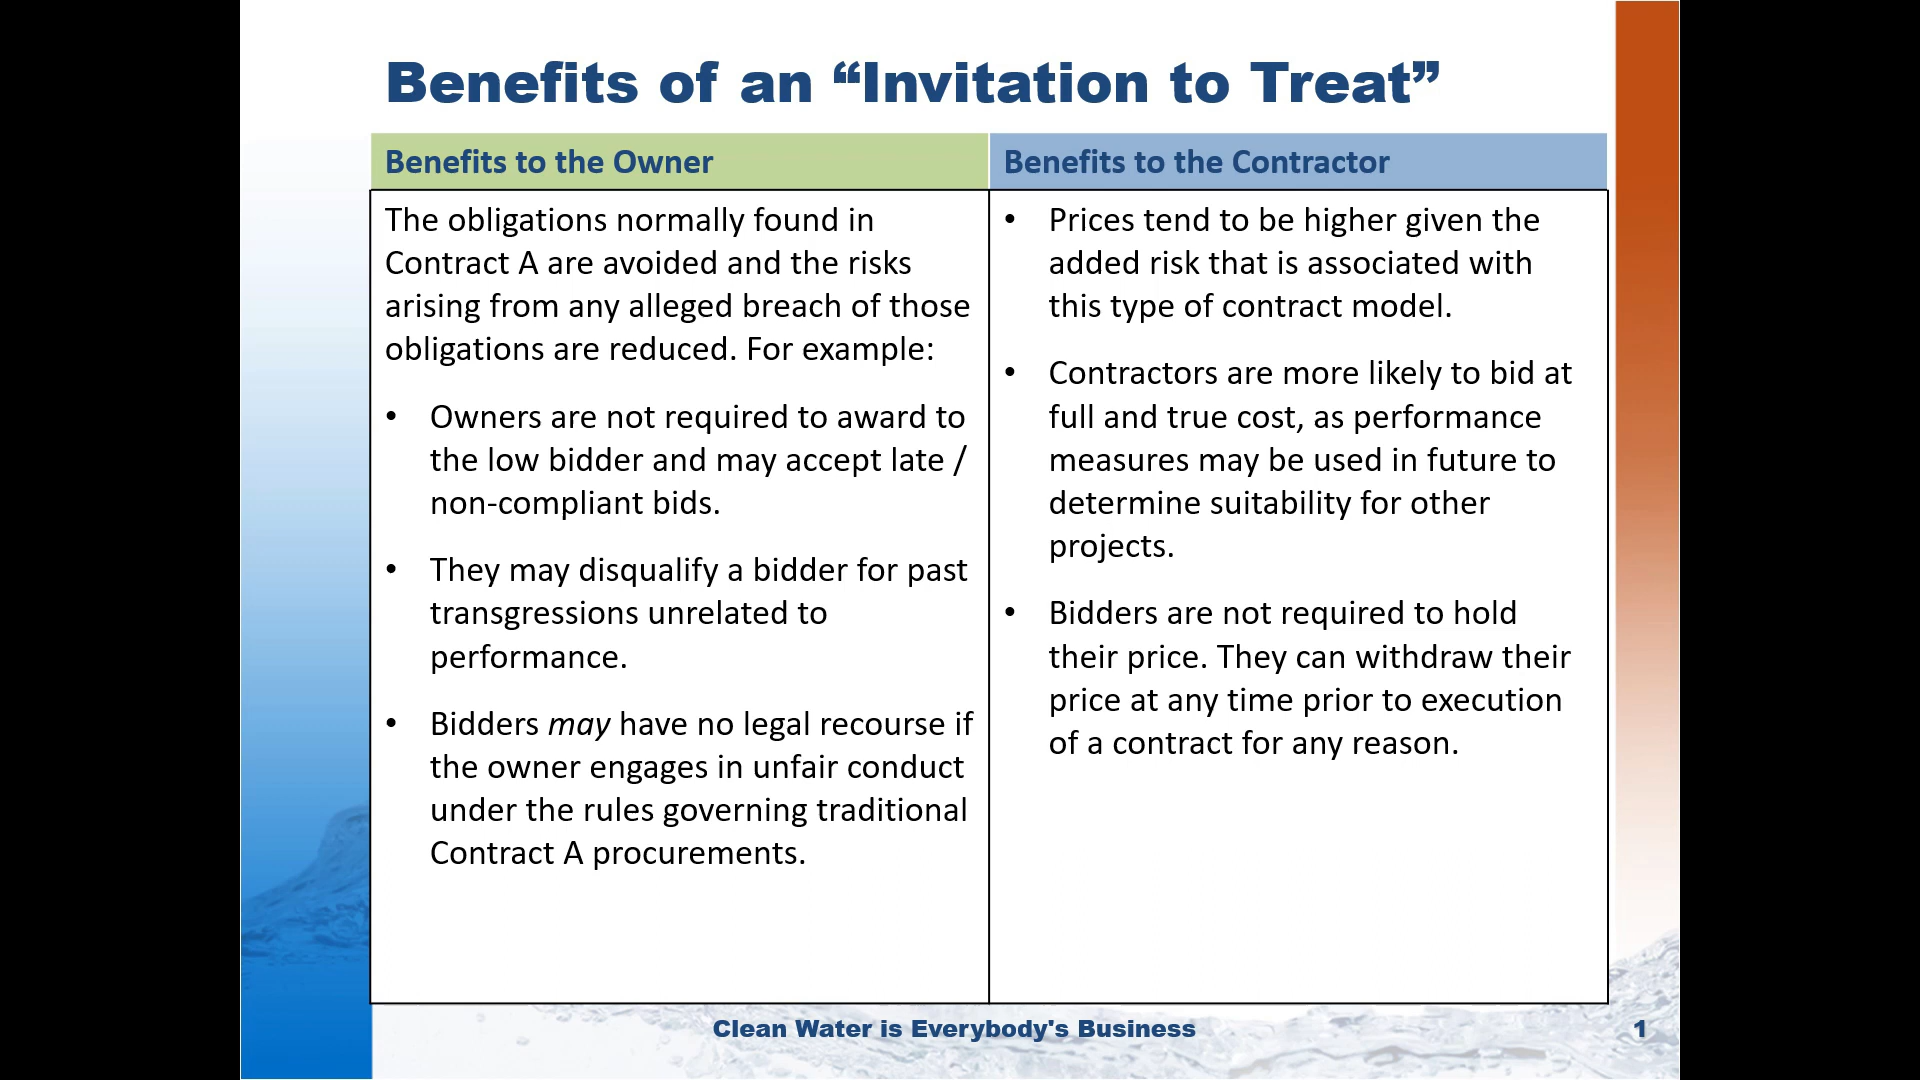 Benefits of an “Invitation to Treat”
Benefits to the Owner
The obligations normally found in
Contract A are avoided and the risks
arising from any alleged breach of those
obligations are reduced. For example:
• Owners are not required to award to
the low bidder and may accept late /
non-compliant bids.
• They may disqualify a bidder for past
transgressions unrelated to
performance.
• Bidders may have no legal recourse if
the owner engages in unfair conduct
under the rules governing traditional
Contract A procurements.
Benefits to the Contractor
• Prices tend to be higher given the
added risk that is associated with
this type of contract model.
• Contractors are more likely to bid at
full and true cost, as performance
measures may be used in future to
determine suitability for other
projects.
• Bidders are not required to hold
their price. They can withdraw their
price at any time prior to execution
of a contract for any reason.
Clean Water is Everybody's Business
1